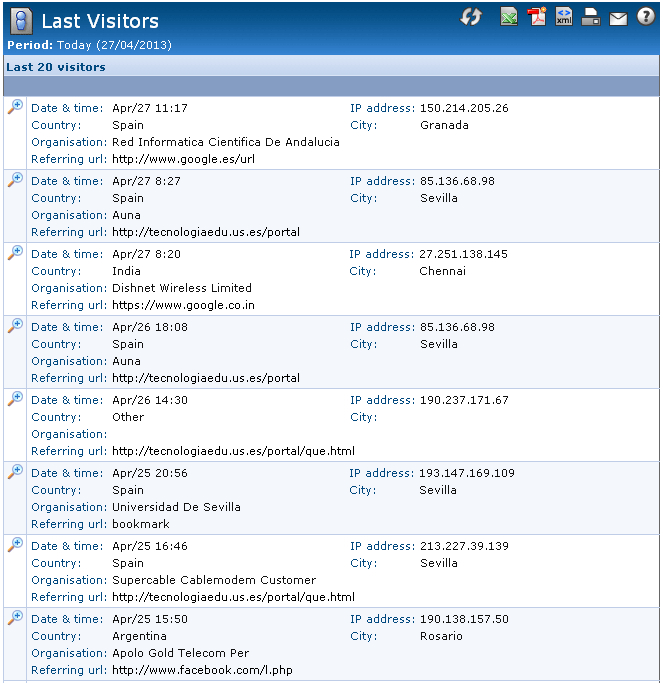 Last Visitors
Period: Today (27/04/2013)
Last 20 visitors
Date & time: Apr/27 11:17 IP address: 150.214.205.26
Country: Spain City: Granada
Organisation: Red Informatica Cientifica De Andalucia
Referring url: http://www.google.es/url
Date & time: Apr/27 8:27 IP address: 85.136.68.98
Country: Spain City: Sevilla
Organisation: Auna
Referring url: http://tecnologiaedu.us.es/portal
Date & time: Apr/27 8:20 IP address: 27.251.138.145
Country: India City: Chennai
Organisation: Dishnet Wireless Limited
Referring url: https://www.google.co.in
Date & time: Apr/26 18:08 IP address: 85.136.68.98
Country: Spain City: Sevilla
Organisation: Auna
Referring url: http://tecnologiaedu.us.es/portal
Date & time: Apr/26 14:30 IP address: 190.237.171.67
Country: Other City:
Organisation:
Referring url: http://tecnologiaedu.us.es/portal/que.html
Date & time: Apr/25 20:56 IP address: 193.147.169.109
Country: Spain City: Sevilla
Organisation: Universidad De Sevilla
Referring url: bookmark
Date & time: Apr/25 16:46 IP address: 213.227.39.139
Country: Spain City: Sevilla
Organisation: Supercable Cablemodem Customer
Referring url: http://tecnologiaedu.us.es/portal/que.html
Date & time: Apr/25 15:50 IP address: 190.138.157.50
Country: Argentina City: Rosario
Organisation: Apolo Gold Telecom Per
Referring url: http://www.facebook.com/l.php